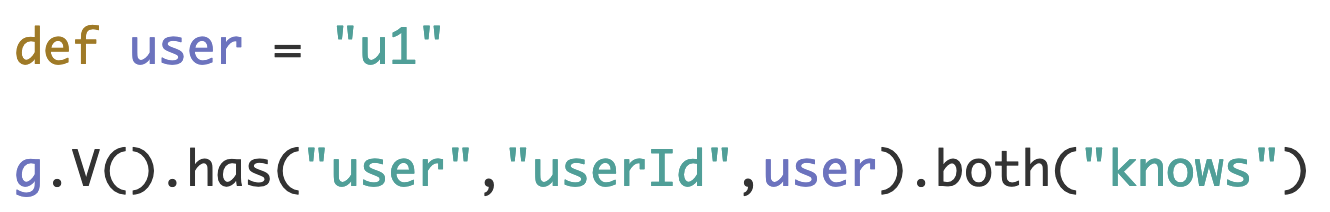 def user = "u1"
g.V().has("user","userId",user).both("knows")